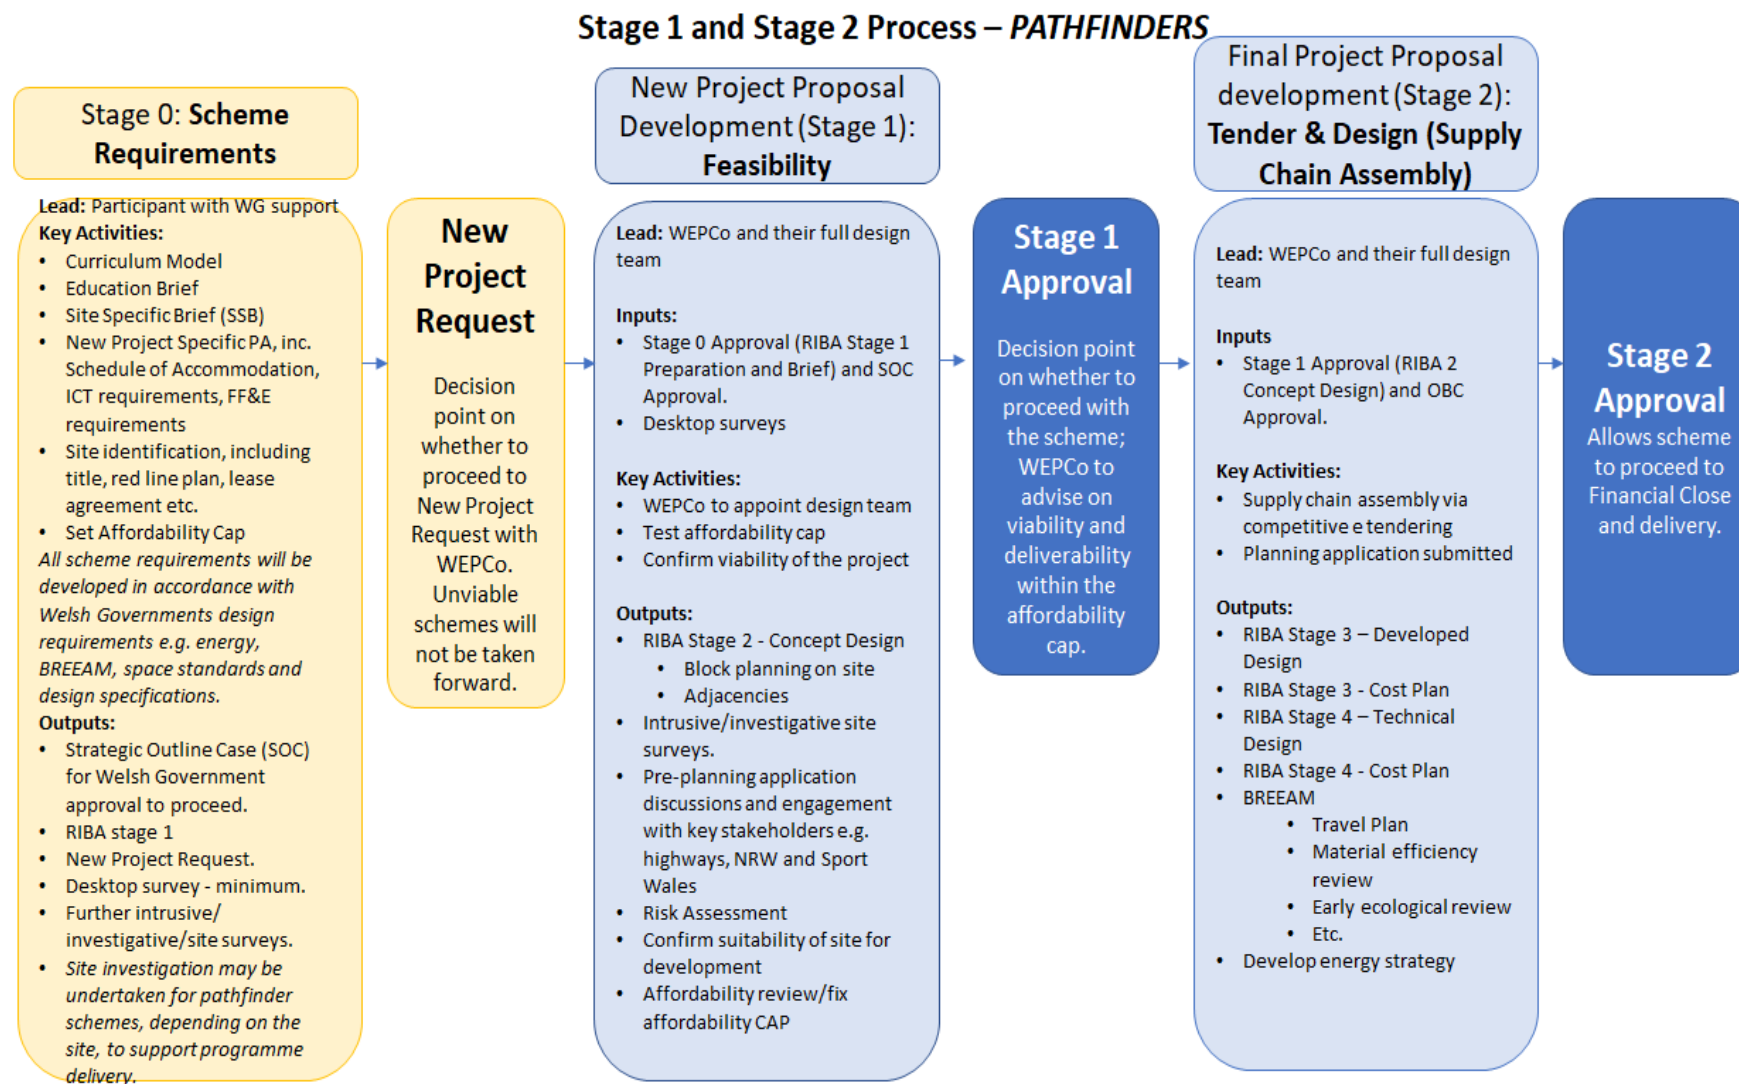 Stage 1 and Stage 2 Process – PATHFINDERS
Stage 0: Scheme
Requirements
Lead: Participant with WG support
Key Activities:
• Curriculum Model
• Education Brief
• Site Specific Brief (SSB)
• New Project Specific PA, inc.
Schedule of Accommodation,
ICT requirements, FF&E
requirements
• Site identification, including
title, red line plan, lease
agreement etc.
• Set Affordability Cap
All scheme requirements will be
developed in accordance with
Welsh Governments design
requirements e.g. energy,
BREEAM, space standards and
design specifications.
Outputs:
• Strategic Outline Case (SOC)
for Welsh Government
approval to proceed.
• RIBA stage 1
• New Project Request.
• Desktop survey - minimum.
• Further intrusive/
investigative/site surveys.
• Site investigation may be
undertaken for pathfinder
schemes, depending on the
site, to support programme
delivery.
New
Project
Request
Decision
point on
whether to
proceed to
New Project
Request with
WEPCo.
Unviable
schemes will
not be taken
forward.
New Project Proposal
Development (Stage 1):
Feasibility
Lead: WEPCo and their full design
team
Inputs:
• Stage 0 Approval (RIBA Stage 1
Preparation and Brief) and SOC
Approval.
• Desktop surveys
Key Activities:
• WEPCo to appoint design team
• Test affordability cap
• Confirm viability of the project
Outputs:
• RIBA Stage 2 - Concept Design
• Block planning on site
• Adjacencies
• Intrusive/investigative site
surveys.
• Pre-planning application
discussions and engagement
with key stakeholders e.g.
highways, NRW and Sport
Wales
• Risk Assessment
• Confirm suitability of site for
development
• Affordability review/fix
affordability CAP
Stage 1
Approval
Decision point
on whether to
proceed with
the scheme;
WEPCo to
advise on
viability and
deliverability
within the
affordability
cap.
Final Project Proposal
development (Stage 2):
Tender & Design (Supply
Chain Assembly)
Lead: WEPCo and their full design
team
Inputs
• Stage 1 Approval (RIBA 2
Concept Design) and OBC
Approval.
Key Activities:
• Supply chain assembly via
competitive e tendering
• Planning application submitted
Outputs:
• RIBA Stage 3 – Developed
Design
• RIBA Stage 3 - Cost Plan
• RIBA Stage 4 – Technical
Design
• RIBA Stage 4 - Cost Plan
• BREEAM
• Travel Plan
• Material efficiency
review
• Early ecological review
• Etc.
• Develop energy strategy
Stage 2
Approval
Allows scheme
to proceed to
Financial Close
and delivery.